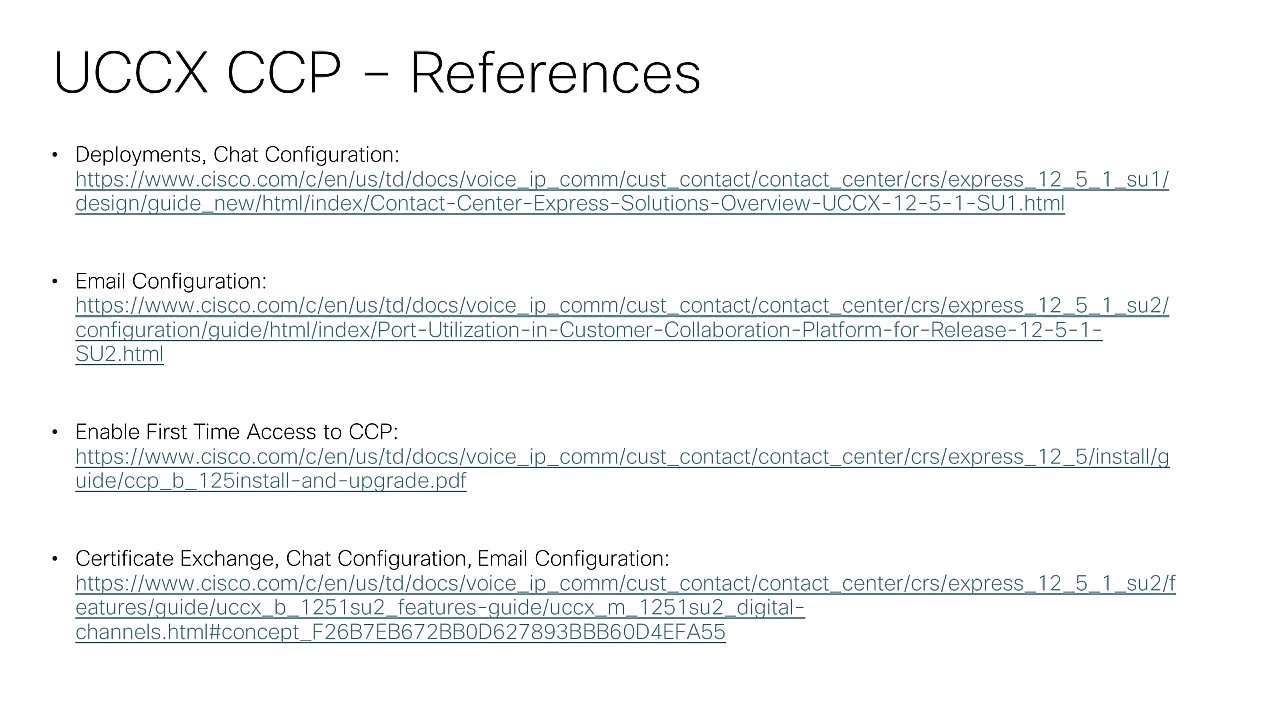 UCCX CCP – References
• Deployments, Chat Configuration:
https://www.cisco.com/c/en/us/td/docs/voice_ip_comm/cust_contact/contact_center/crs/express_12_5_1_su1/
design/guide_new/html/index/Contact-Center-Express-Solutions-Overview-UCCX-12-5-1-SU1.html
• Email Configuration:
https://www.cisco.com/c/en/us/td/docs/voice_ip_comm/cust_contact/contact_center/crs/express_12_5_1_su2/
configuration/guide/html/index/Port-Utilization-in-Customer-Collaboration-Platform-for-Release-12-5-1-
SU2.html
• Enable First Time Access to CCP:
https://www.cisco.com/c/en/us/td/docs/voice_ip_comm/cust_contact/contact_center/crs/express_12_5/install/g
uide/ccp_b_125install-and-upgrade.pdf
• Certificate Exchange, Chat Configuration, Email Configuration:
https://www.cisco.com/c/en/us/td/docs/voice_ip_comm/cust_contact/contact_center/crs/express_12_5_1_su2/f
eatures/guide/uccx_b_1251su2_features-guide/uccx_m_1251su2_digital-
channels.html#concept_F26B7EB672BB0D627893BBB60D4EFA55